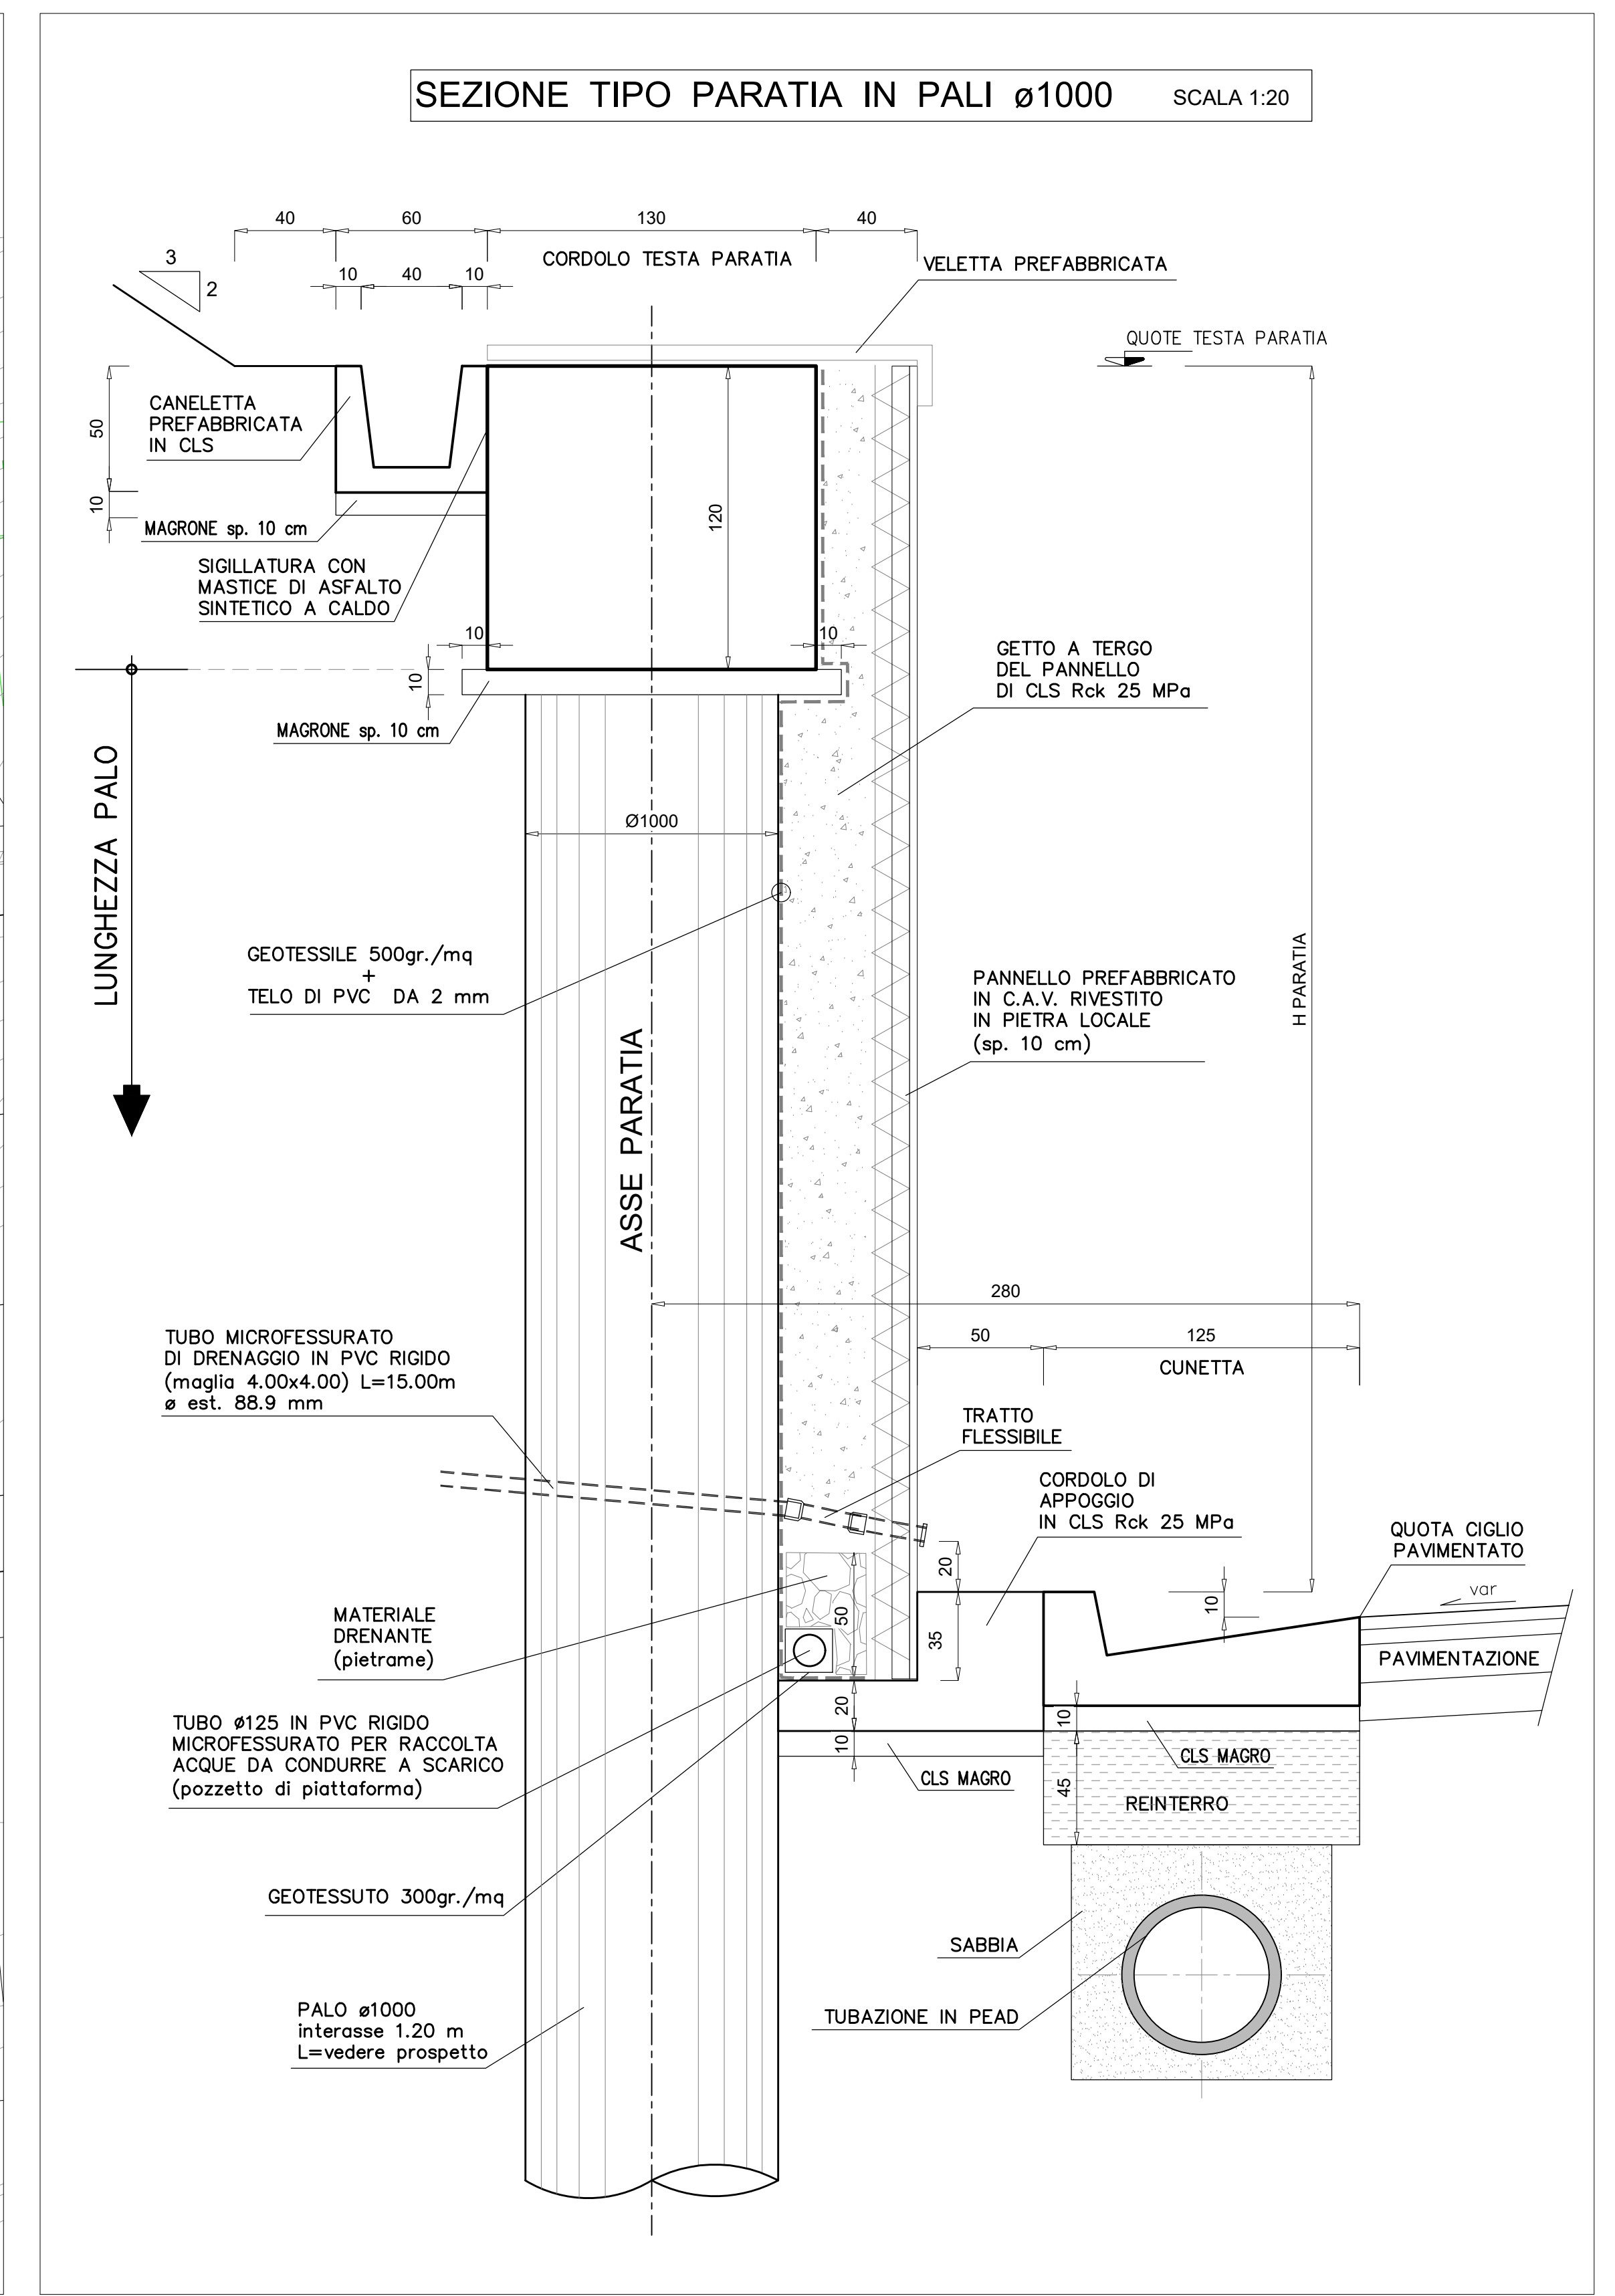 SEZIONE TIPO PARATIA IN PALI ø1000 SCALA 1:20
40 60 130 40
CORDOLO TESTA PARATIA
10 40 10
3
2
VELETTA PREFABBRICATA
QUOTE TESTA PARATIA
CANELETTA
PREFABBRICATA
IN CLS
50
10
MAGRONE sp. 10 cm
120
SIGILLATURA CON
MASTICE DI ASFALTO
SINTETICO A CALDO
10 10
10
MAGRONE sp. 10 cm
GETTO A TERGO
DEL PANNELLO
DI CLS Rck 25 MPa
LUNGHEZZA PALO
Ø1000
GEOTESSILE 500gr./mq
+
TELO DI PVC DA 2 mm
PANNELLO PREFABBRICATO
IN C.A.V. RIVESTITO
IN PIETRA LOCALE
(sp. 10 cm)
H PARATIA
ASSE PARATIA
280
50 125
CUNETTA
TUBO MICROFESSURATO
DI DRENAGGIO IN PVC RIGIDO
(maglia 4.00x4.00) L=15.00m
ø est. 88.9 mm
TRATTO
FLESSIBILE
CORDOLO DI
APPOGGIO
IN CLS Rck 25 MPa
QUOTA CIGLIO
PAVIMENTATO
var
20
10
50
35
MATERIALE
DRENANTE
(pietrame)
PAVIMENTAZIONE
20
10
10
TUBO ø125 IN PVC RIGIDO
MICROFESSURATO PER RACCOLTA
ACQUE DA CONDURRE A SCARICO
(pozzetto di piattaforma)
CLS MAGRO
CLS MAGRO
45
REINTERRO
GEOTESSUTO 300gr./mq
SABBIA
TUBAZIONE IN PEAD
PALO ø1000
interasse 1.20 m
L=vedere prospetto